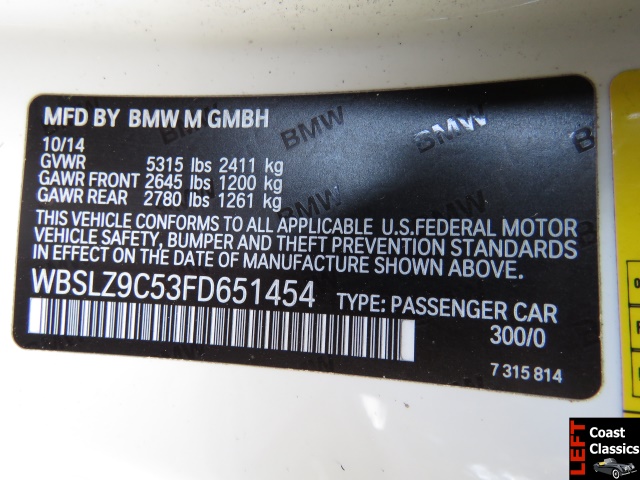 MFD BY BMW M GMBH
10/14
GVWR 5315 lbs 2411 kg
GAWR FRONT 2645 lbs 1200 kg
GAWR REAR 2780 lbs 1261 kg
THIS VEHICLE CONFORMS TO ALL APPLICABLE U.S.FEDERAL MOTOR
VEHICLE SAFETY, BUMPER AND THEFT PREVENTION STANDARDS
IN EFFECT ON THE DATE OF MANUFACTURE SHOWN ABOVE.
WBSLZ9C53FD651454 TYPE: PASSENGER CAR
300/0
7 315 814
BMW
BMW
LEFT
Coast
Classics